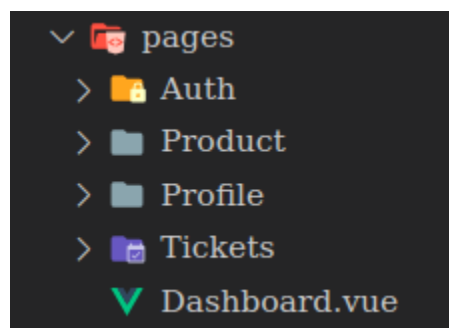 pages
Auth
Product
Profile
Tickets
Dashboard.vue